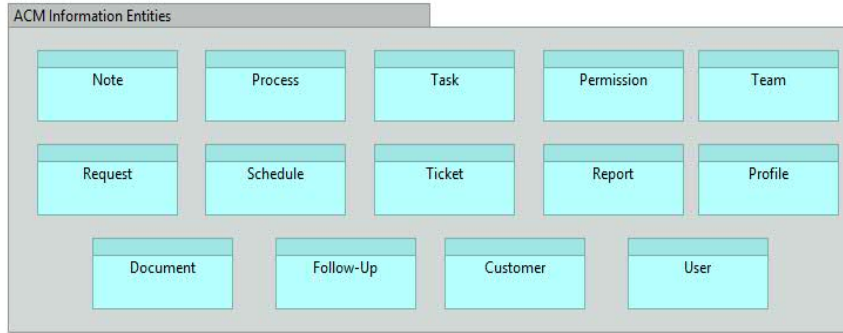 ACM Information Entities
Note
Process
Task
Permission
Team
Request
Schedule
Ticket
Report
Profile
Document
Follow-Up
Customer
User